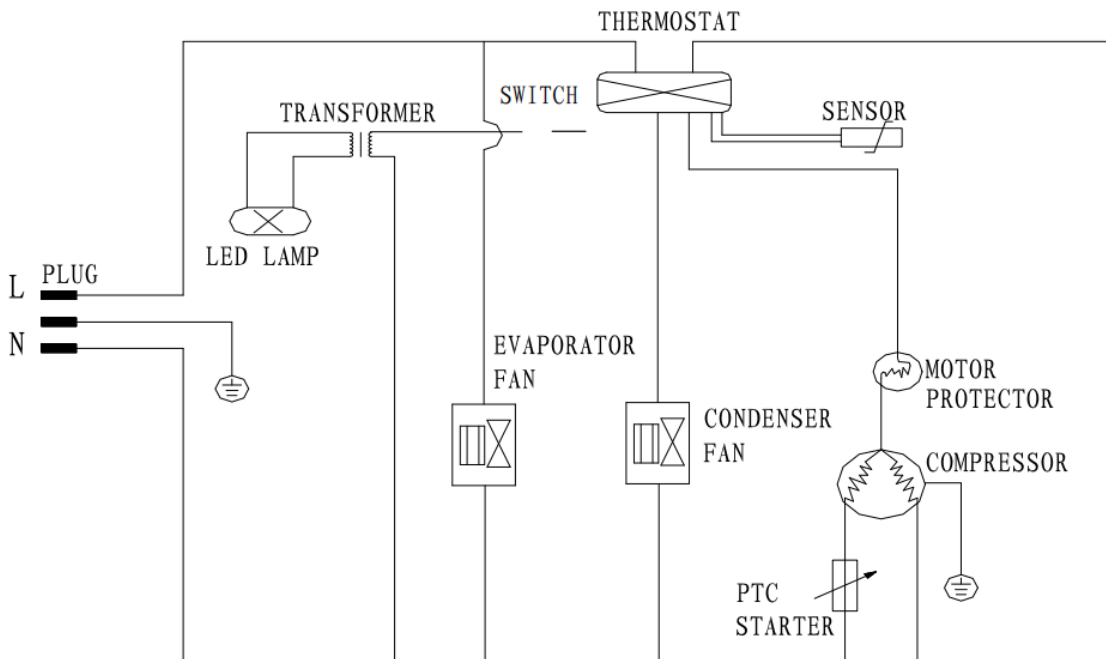 THERMOSTAT
SWITCH
TRANSFORMER
SENSOR
LED LAMP
L
PLUG
N
EVAPORATOR
FAN
MOTOR
PROTECTOR
CONDENSER
FAN
COMPRESSOR
PTC
STARTER